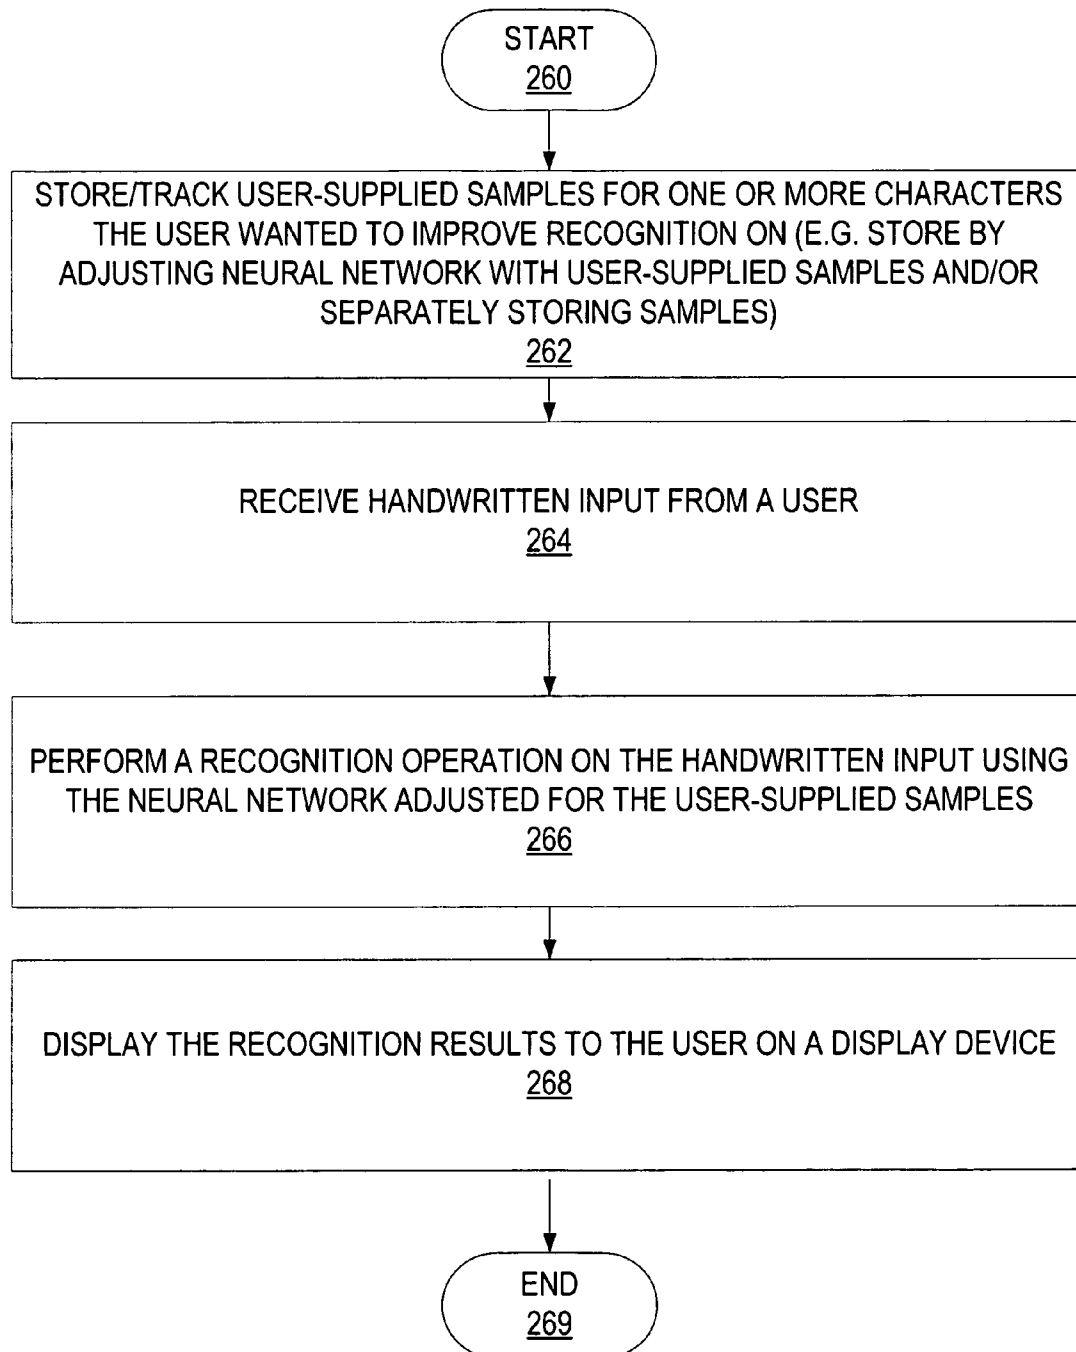 START
260
STORE/TRACK USER-SUPPLIED SAMPLES FOR ONE OR MORE CHARACTERS
THE USER WANTED TO IMPROVE RECOGNITION ON (E.G. STORE BY
ADJUSTING NEURAL NETWORK WITH USER-SUPPLIED SAMPLES AND/OR
SEPARATELY STORING SAMPLES)
262
RECEIVE HANDWRITTEN INPUT FROM A USER
264
PERFORM A RECOGNITION OPERATION ON THE HANDWRITTEN INPUT USING
THE NEURAL NETWORK ADJUSTED FOR THE USER-SUPPLIED SAMPLES
266
DISPLAY THE RECOGNITION RESULTS TO THE USER ON A DISPLAY DEVICE
268
END
269